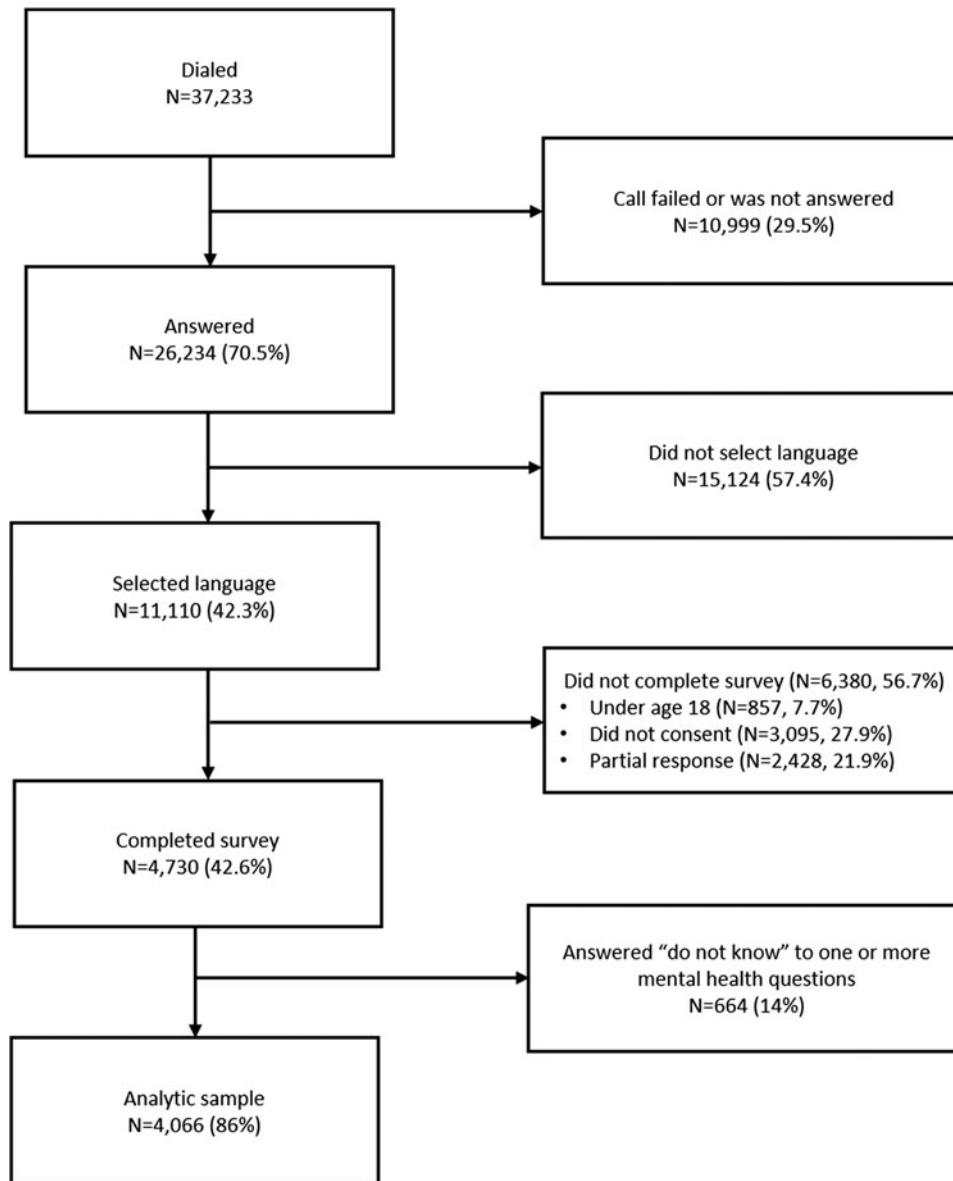 Dialed
N=37,233
Call failed or was not answered
N=10,999 (29.5%)
Answered
N=26,234 (70.5%)
Did not select language
N=15,124 (57.4%)
Selected language
N=11,110 (42.3%)
Did not complete survey (N=6,380, 56.7%)
• Under age 18 (N=857, 7.7%)
• Did not consent (N=3,095, 27.9%)
• Partial response (N=2,428, 21.9%)
Completed survey
N=4,730 (42.6%)
Answered “do not know” to one or more
mental health questions
N=664 (14%)
Analytic sample
N=4,066 (86%)